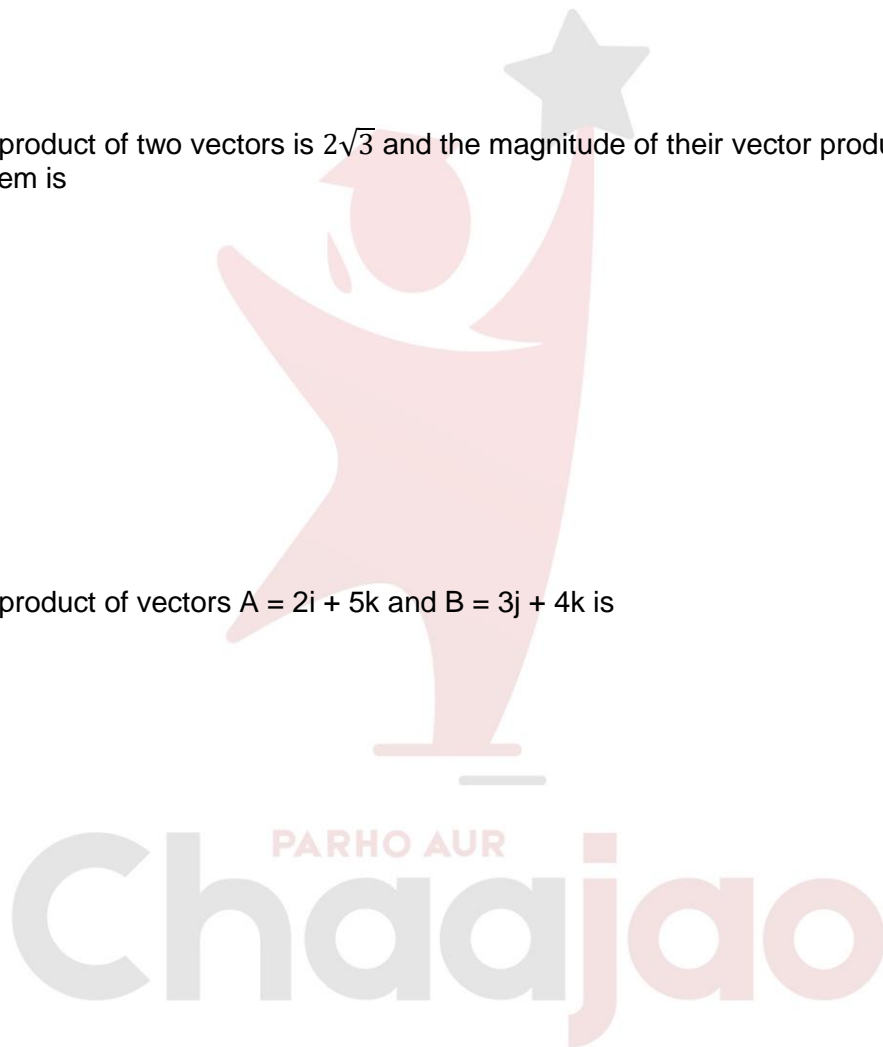 product of two vectors is 2√3 and the magnitude of their vector produ
em is
product of vectors A = 2i + 5k and B = 3j + 4k is
PARHO AUR
Chaajao